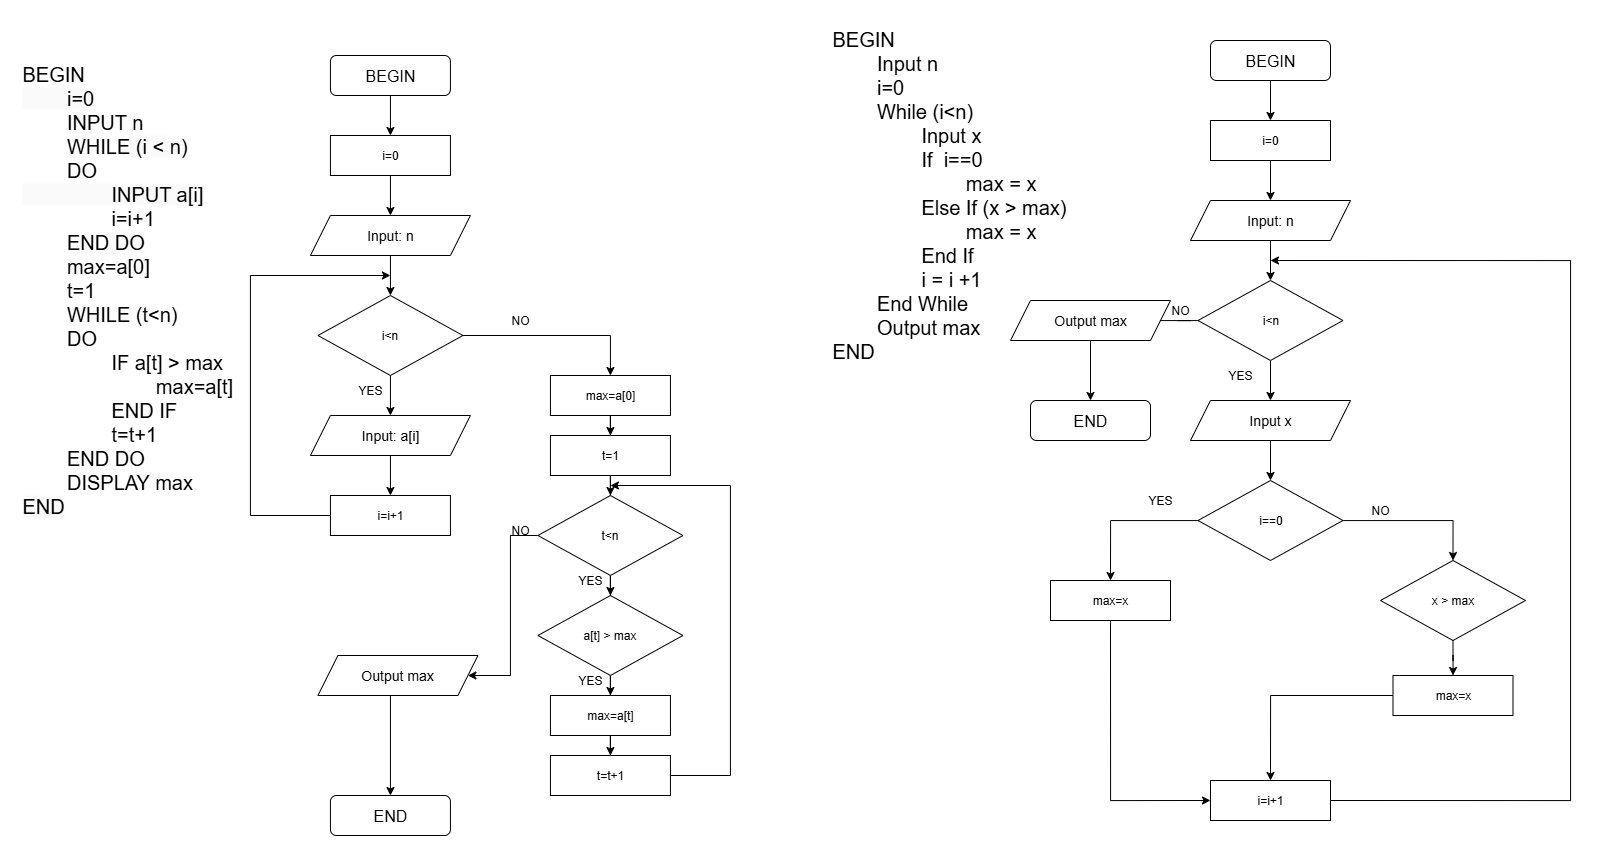 BEGIN
i=0
INPUT n
WHILE (i < n)
DO
INPUT a[i]
i=i+1
END DO
max=a[0]
t=1
WHILE (t<n)
DO
IF a[t] > max
max=a[t]
END IF
t=t+1
END DO
DISPLAY max
END
BEGIN
i=0
Input: n
i<n
NO
YES
Input: a[i]
i=i+1
max=a[0]
t=1
t<n
NO
YES
a[t] > max
YES
max=a[t]
t=t+1
Output max
END
BEGIN
Input n
i=0
While (i<n)
Input x
If i==0
max = x
Else If (x > max)
max = x
End If
i = i +1
End While
Output max
END
BEGIN
i=0
Input: n
i<n
NO
Output max
END
YES
Input x
i==0
YES
NO
max=x
x > max
max=x
i=i+1